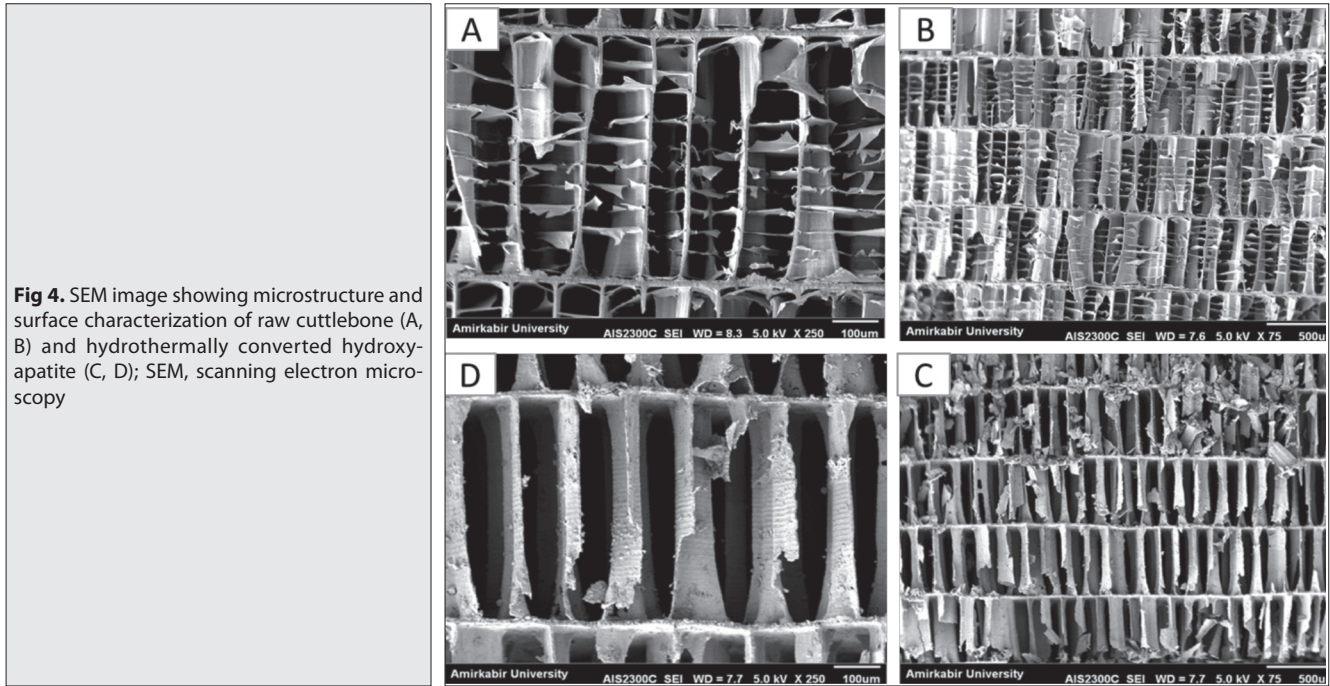 Fig 4. SEM image showing microstructure and
surface characterization of raw cuttlebone (A,
B) and hydrothermally converted hydroxy-
apatite (C, D); SEM, scanning electron micro-
scopy
A
Amirkabir University AIS2300C SEI WD = 8.3 5.0 kV X 250 100um
B
Amirkabir University AIS2300C SEI WD = 7.6 5.0 kV X 75 500u
D
Amirkabir University AIS2300C SEI WD = 7.7 5.0 kV X 250 100um
C
Amirkabir University AIS2300C SEI WD = 7.7 5.0 kV X 75 500u